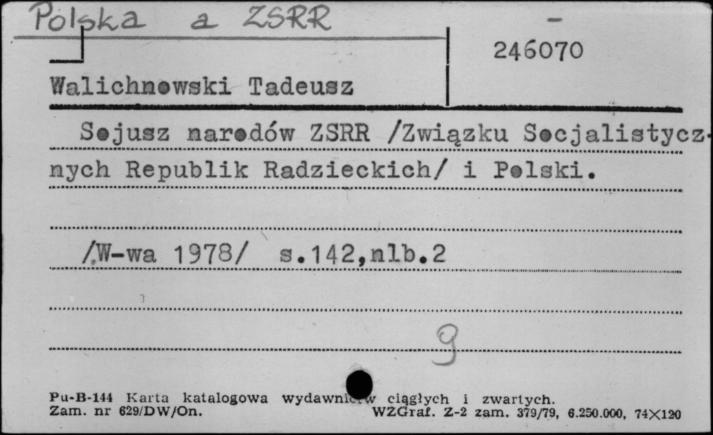 Polska a ZSRR
246070
Walichnowski Tadeusz
Sojusz narodów ZSRR /Związku Socjalistycz-
nych Republik Radzieckich/ i Polski.
/W-wa 1978/ s.142,nlb.2
g
Pu-B-144 Karta katalogowa wydawnictw ciągłych i zwartych.
Zam. nr 629/DW/On. WZGraf. Z-2 zam. 379/79, 6.250.000, 74×120